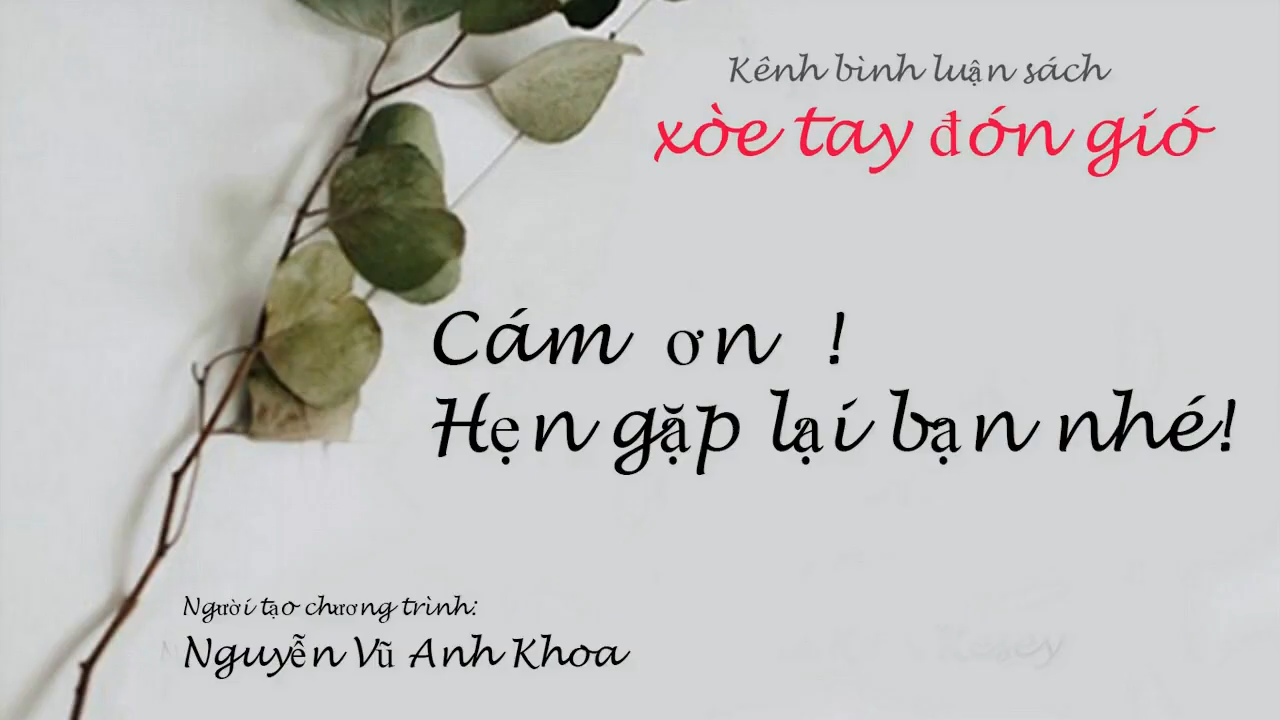 Kênh bình luận sách
xòe tay đón gió
Cám ơn !
Hẹn gặp lại bạn nhé!
Người tạo chương trình:
Nguyễn Vũ Anh Khoa